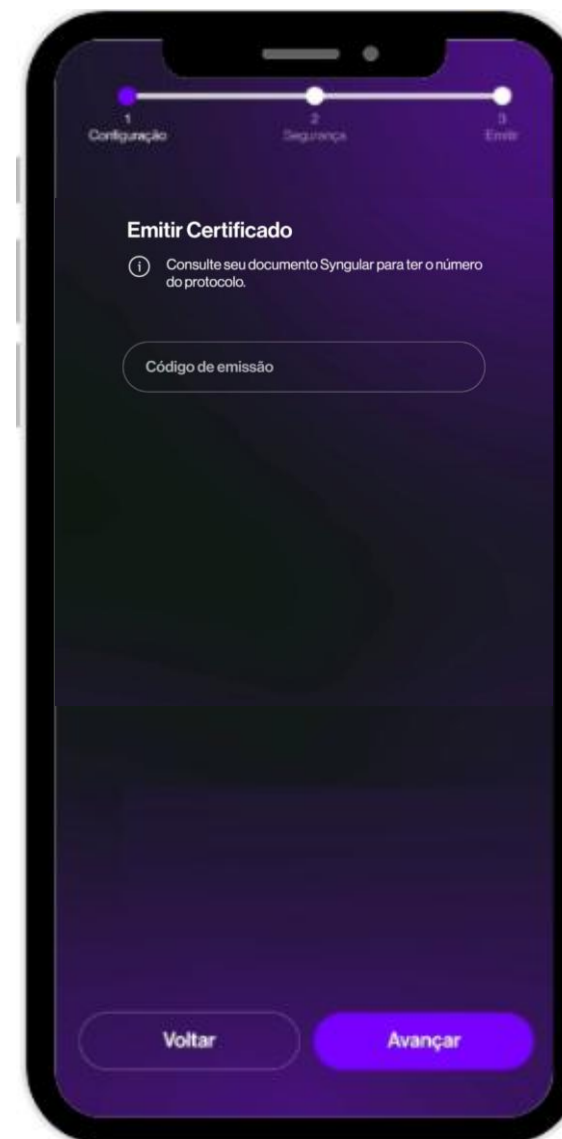 1
2
3
Configuração
Segurança
Emitir
Emitir Certificado
Consulte seu documento Syngular para ter o número
do protocolo.
Código de emissão
Voltar
Avançar